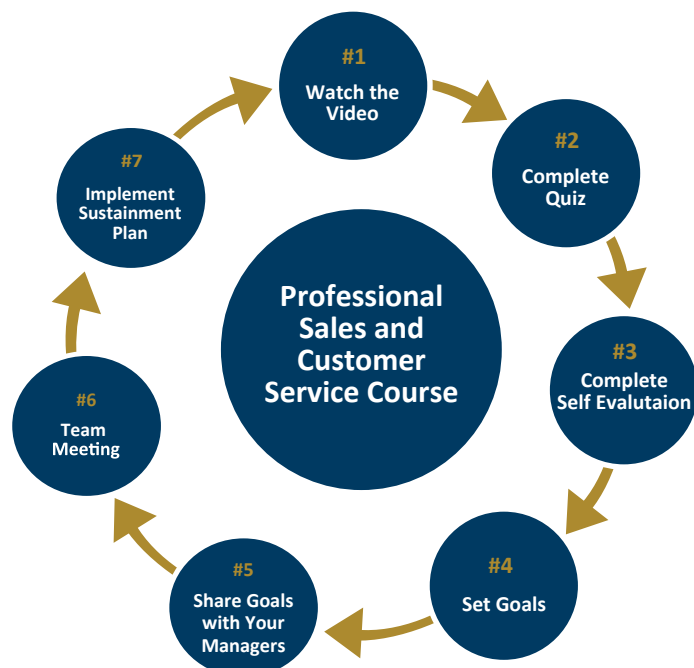 #1
Watch the
Video
#2
Complete
Quiz
#3
Complete
Self Evalutaion
#4
Set Goals
#5
Share Goals
with Your
Managers
#6
Team
Meeting
#7
Implement
Sustainment
Plan
Professional
Sales and
Customer
Service Course